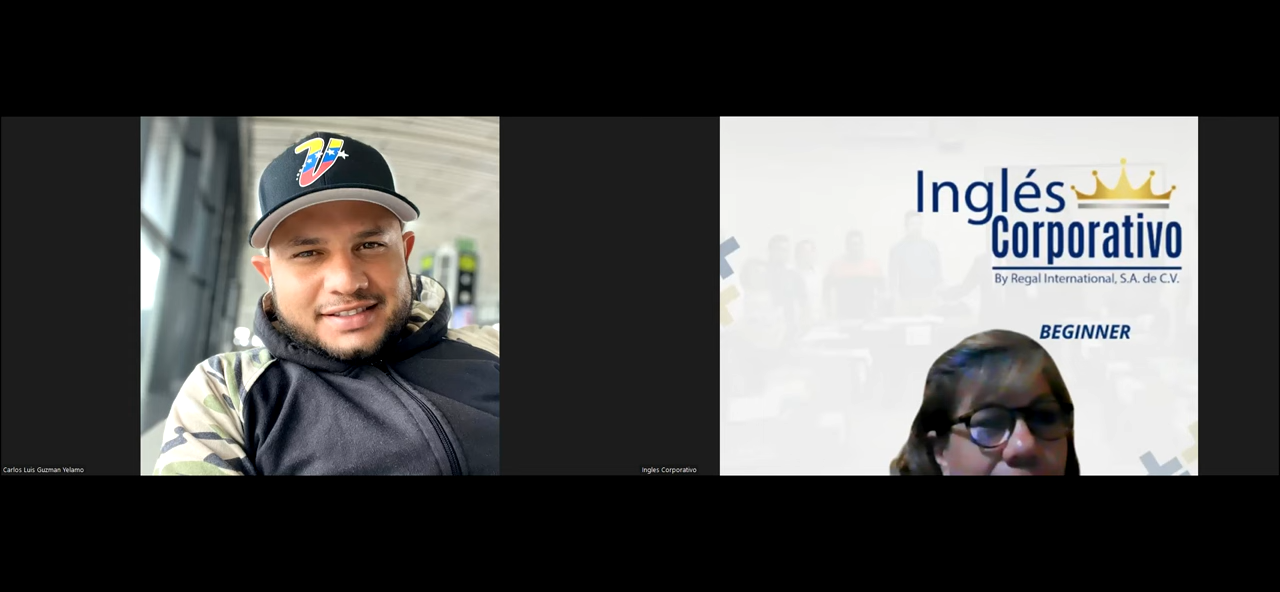 V
Carlos Luis Guzman Yelamo
Inglés
Corporativo
By Regal International, S.A. de C.V.
BEGINNER
Ingles Corporativo